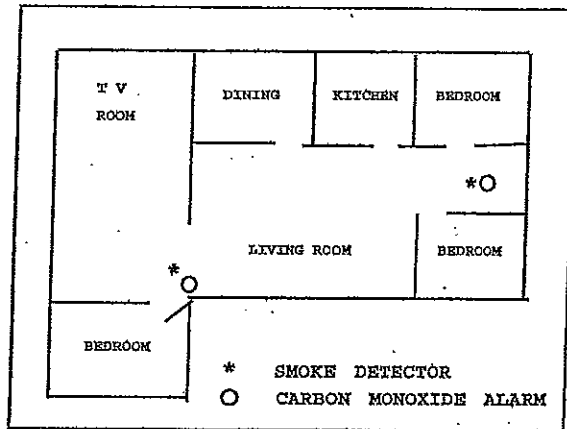 T V
ROOM
DINING
KITCHEN
BEDROOM
LIVING ROOM
BEDROOM
BEDROOM
* SMOKE DETECTOR
O CARBON MONOXIDE ALARM